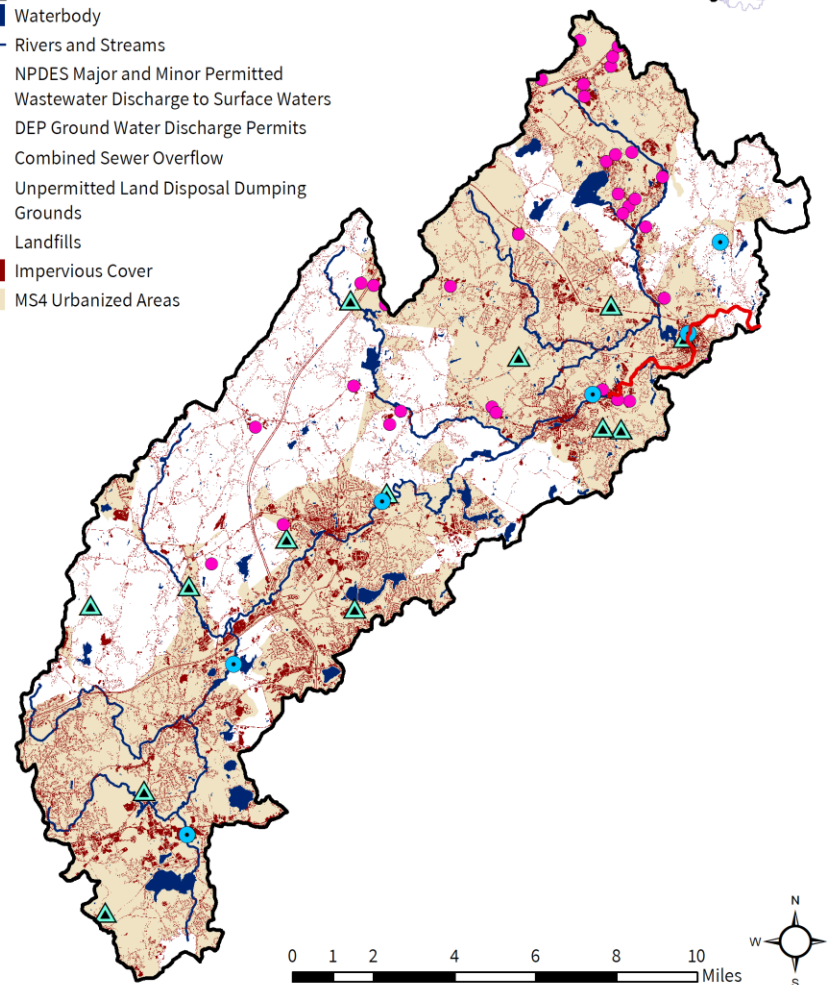 Waterbody
Rivers and Streams
NPDES Major and Minor Permitted
Wastewater Discharge to Surface Waters
DEP Ground Water Discharge Permits
Combined Sewer Overflow
Unpermitted Land Disposal Dumping
Grounds
Landfills
Impervious Cover
MS4 Urbanized Areas
N
W
S
0 1 2 4 6 8 10
Miles